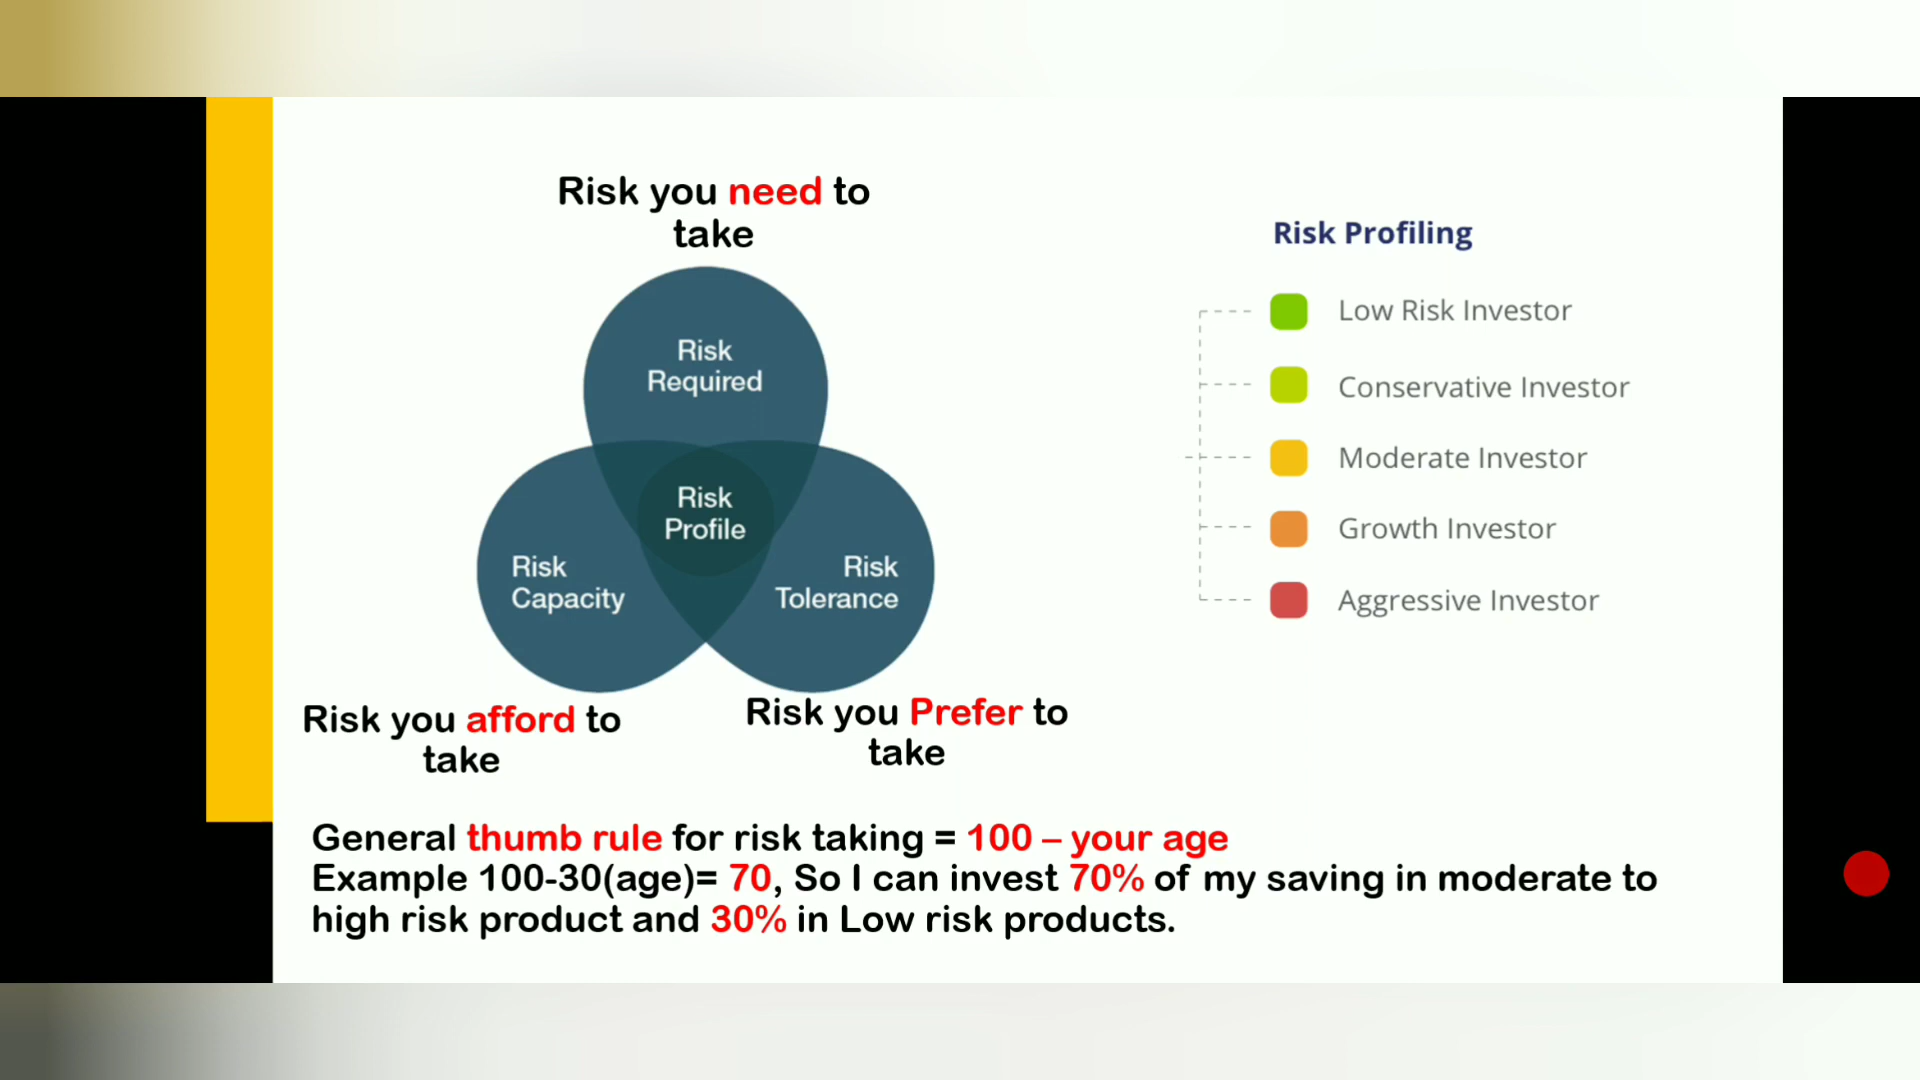 Risk you need to
take
Risk
Required
Risk
Profile
Risk
Capacity
Risk
Tolerance
Risk you afford to
take
Risk you Prefer to
take
Risk Profiling
Low Risk Investor
Conservative Investor
Moderate Investor
Growth Investor
Aggressive Investor
General thumb rule for risk taking = 100 – your age
Example 100-30(age)= 70, So I can invest 70% of my saving in moderate to
high risk product and 30% in Low risk products.